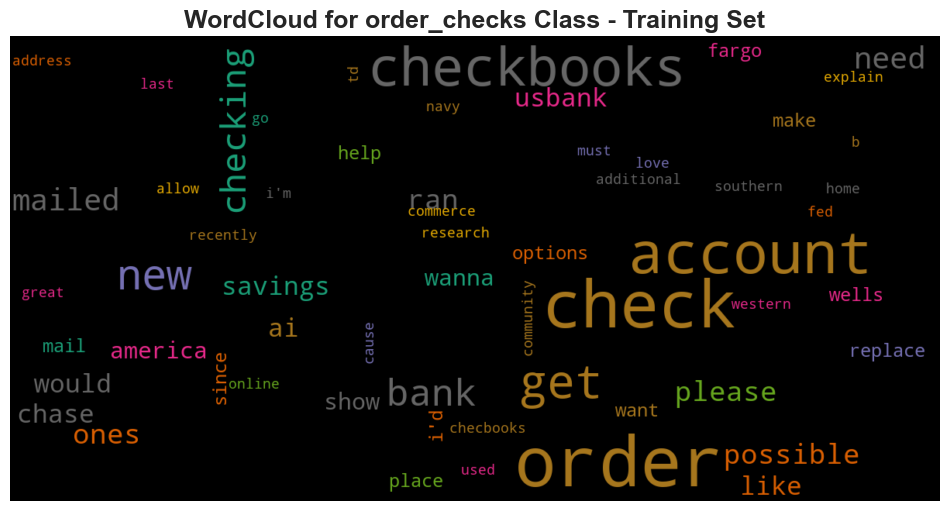 WordCloud for order_checks Class - Training Set
address
last
checking
go
td
checkbooks
navy
usbank
fargo
need
explain
make
b
help
must
love
additional
southern
home
fed
mailed
allow
i'm
ran
commerce
research
recently
options
account
new
savings
wanna
check
western
wells
great
ai
cause
community
mail
america
since
online
replace
would
chase
show
bank
get
please
want
ones
i'd
checbooks
order
possible
like
place
used